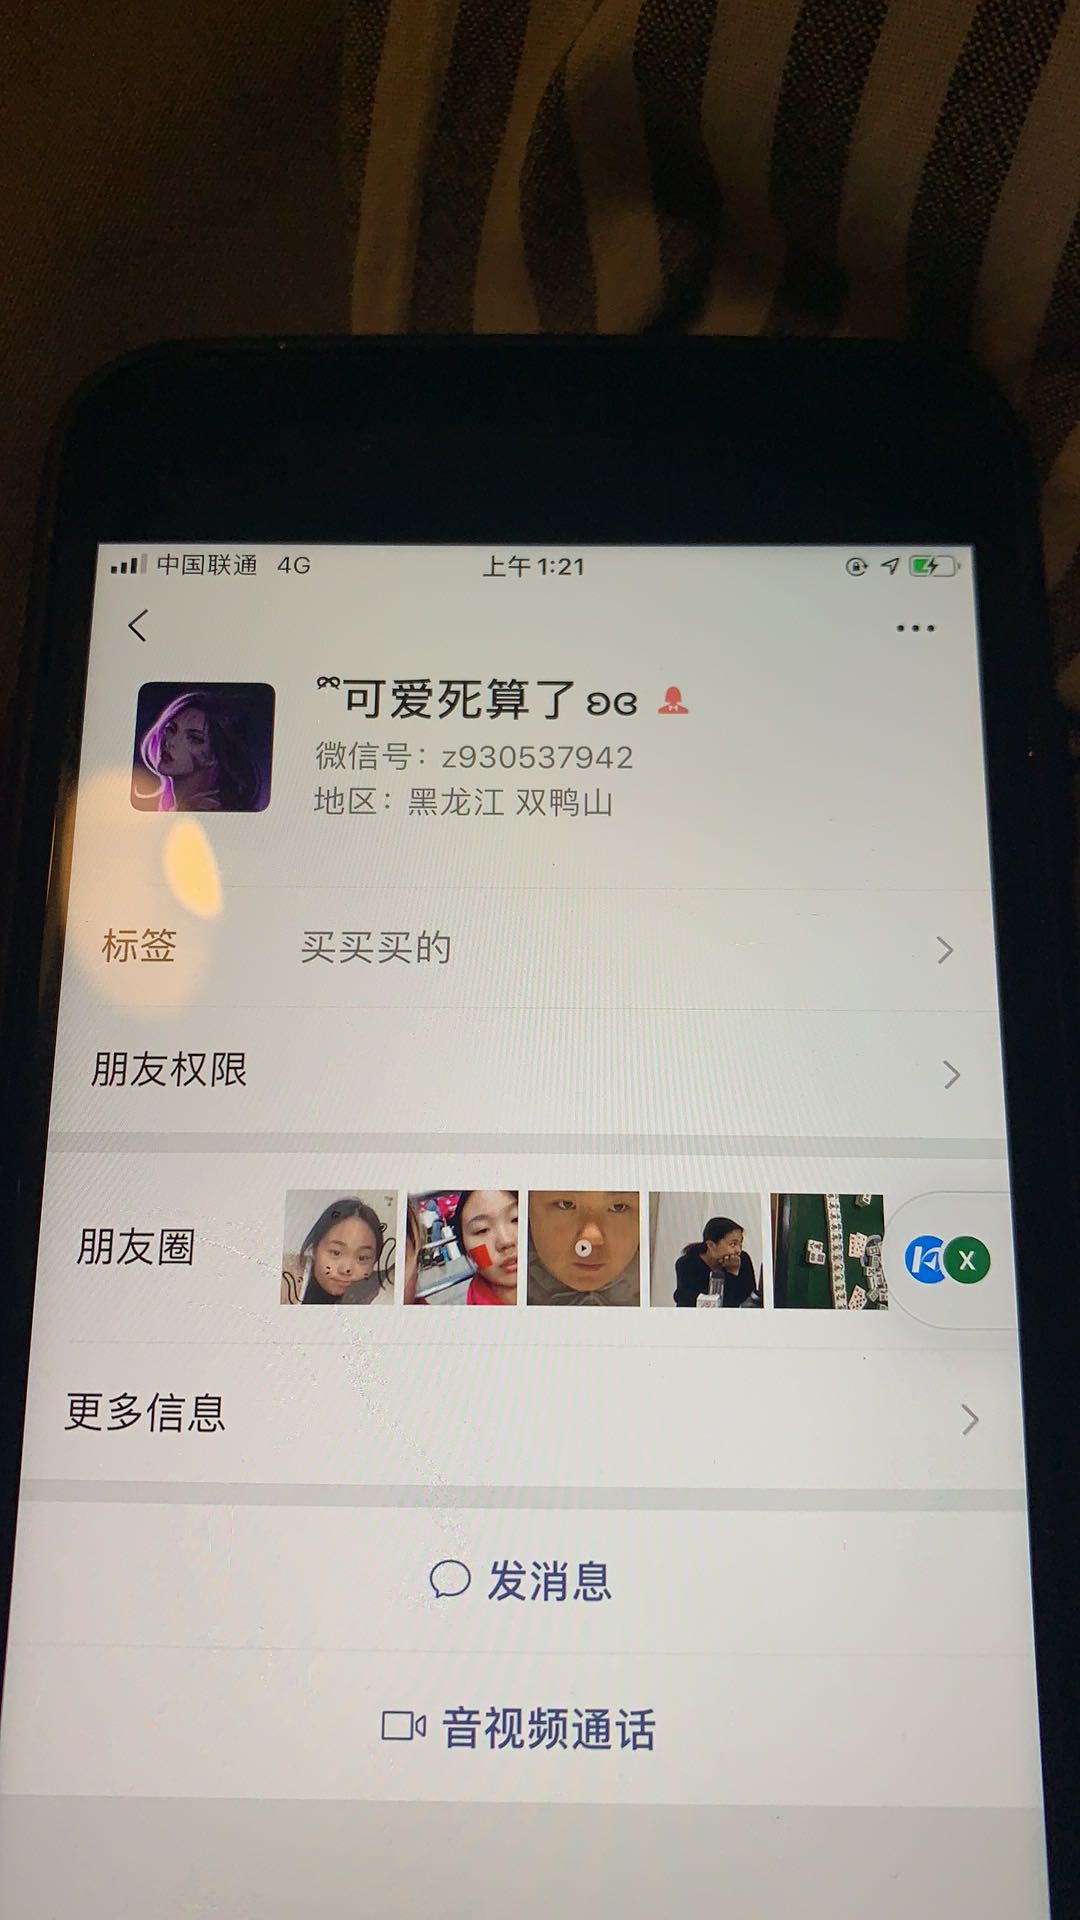 中国联通 4G 上午1:21
可爱死算了ʚɞ
微信号：z930537942
地区：黑龙江 双鸭山
标签 买买买的
朋友权限
朋友圈
X
更多信息
发消息
音视频通话